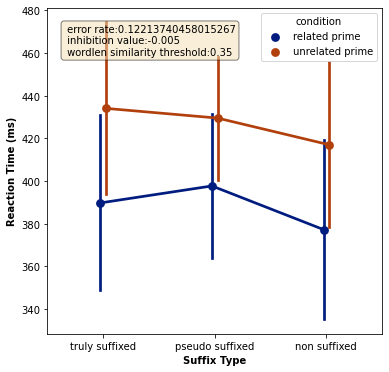 480
460
440
420
400
380
360
340
Reaction Time (ms)
error rate:0.12213740458015267
inhibition value:-0.005
worden similarity threshold:0.35
condition
related prime
unrelated prime
truly suffixed
pseudo suffixed
non suffixed
Suffix Type